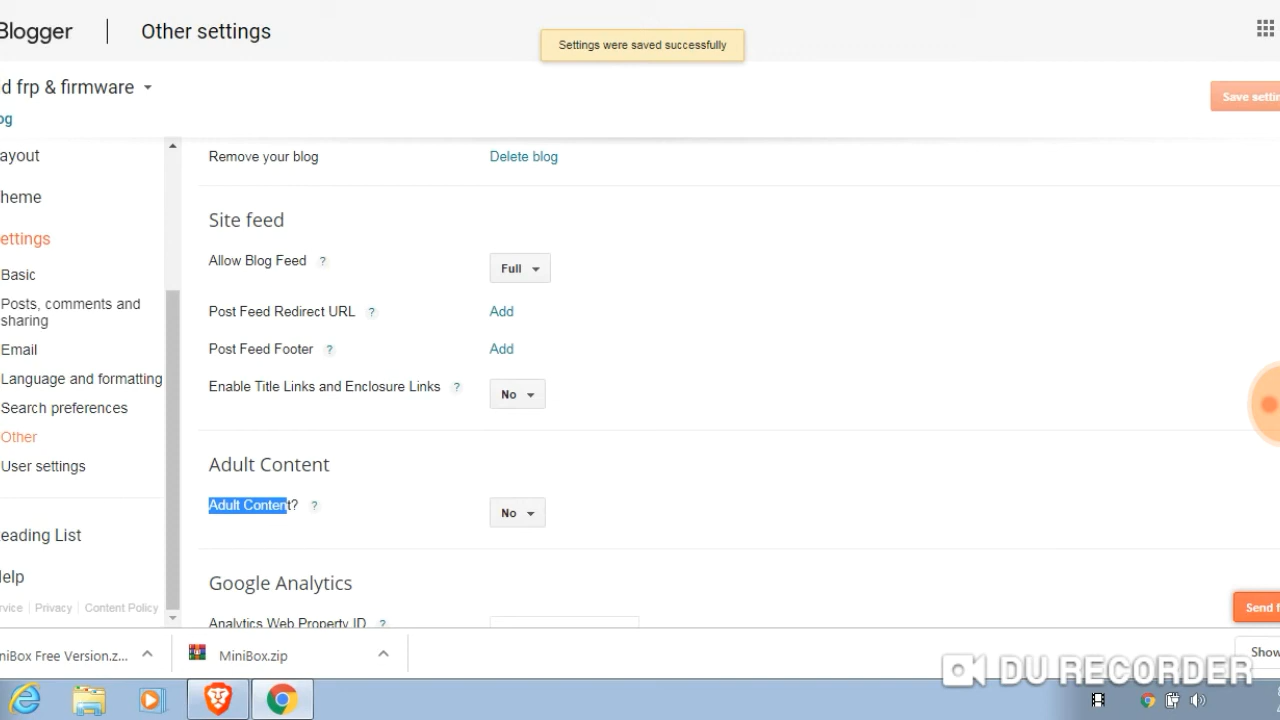 Blogger
Other settings
Settings were saved successfully
d frp & firmware
og
Save settin
ayout
heme
ettings
Basic
Posts, comments and
sharing
Email
Language and formatting
Search preferences
Other
User settings
eading List
elp
rvice | Privacy | Content Policy
Remove your blog
Delete blog
Site feed
Allow Blog Feed ?
Full
Post Feed Redirect URL ?
Add
Post Feed Footer ?
Add
Enable Title Links and Enclosure Links ?
No
Adult Content
Adult Content? ?
No
Google Analytics
Analytics Web Property ID ?
Send f
niBox Free Version.z...
MiniBox.zip
Show
DU RECORDER